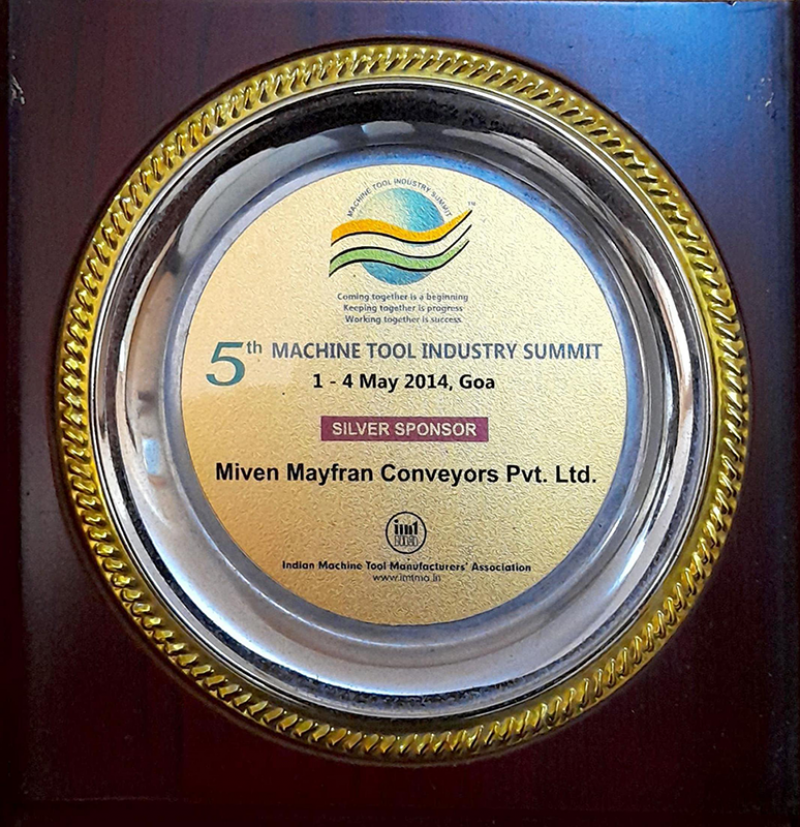 MACHINE TOOL INDUSTRY SUMMIT
TM
Coming together is a beginning
Keeping together is progress
Working together is success
5th MACHINE TOOL INDUSTRY SUMMIT
1 - 4 May 2014, Goa
SILVER SPONSOR
Miven Mayfran Conveyors Pvt. Ltd.
imt
Indian Machine Tool Manufacturers' Association
www.imtma.in